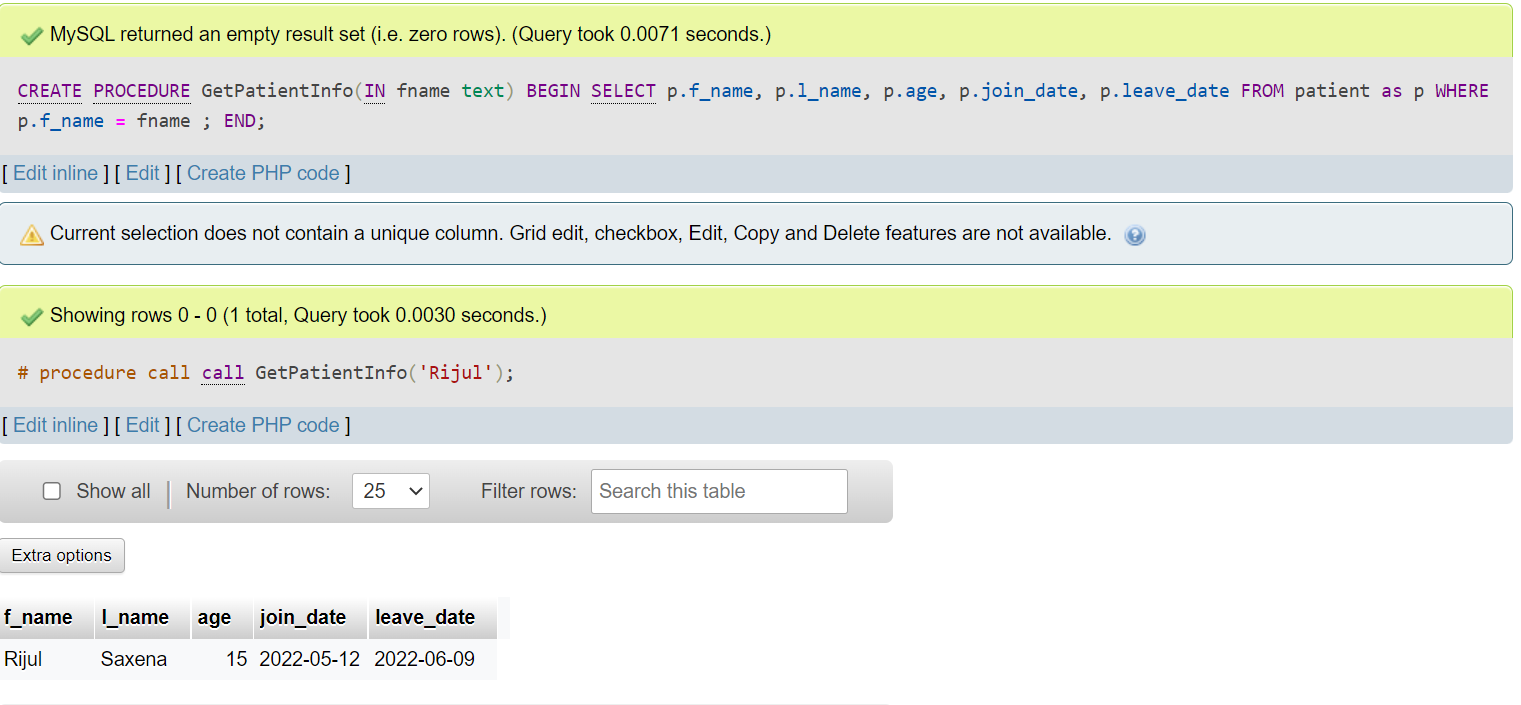 MySQL returned an empty result set (i.e. zero rows). (Query took 0.0071 seconds.)
CREATE PROCEDURE GetPatientInfo(IN fname text) BEGIN SELECT p.f_name, p.l_name, p.age, p.join_date, p.leave_date FROM patient as p WHERE
p.f_name = fname ; END;
[ Edit inline ] [ Edit ] [ Create PHP code ]
Current selection does not contain a unique column. Grid edit, checkbox, Edit, Copy and Delete features are not available.
Showing rows 0 - 0 (1 total, Query took 0.0030 seconds.)
# procedure call call GetPatientInfo('Rijul');
[ Edit inline ] [ Edit ] [ Create PHP code ]
Show all | Number of rows: 25 Filter rows: Search this table
Extra options
f_name l_name age join_date leave_date
Rijul Saxena 15 2022-05-12 2022-06-09